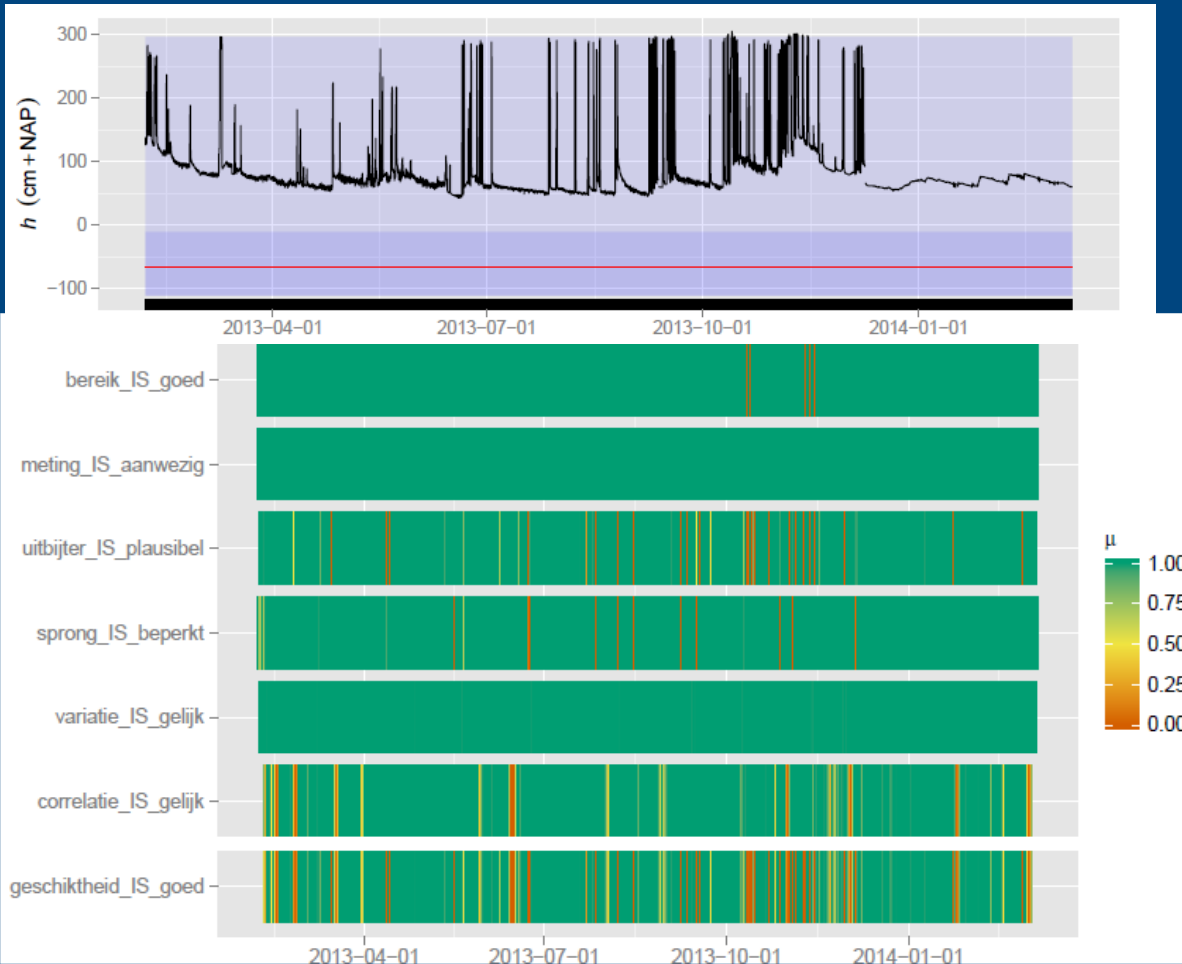 300
200
100
0
−100
h (cm+NAP)
2013−04−01 2013−07−01 2013−10−01 2014−01−01
bereik_IS_goed
meting_IS_aanwezig
uitbijter_IS_plausibel
sprong_IS_beperkt
variatie_IS_gelijk
correlatie_IS_gelijk
geschiktheid_IS_goed
2013−04−01 2013−07−01 2013−10−01 2014−01−01
μ
1.00
0.75
0.50
0.25
0.00